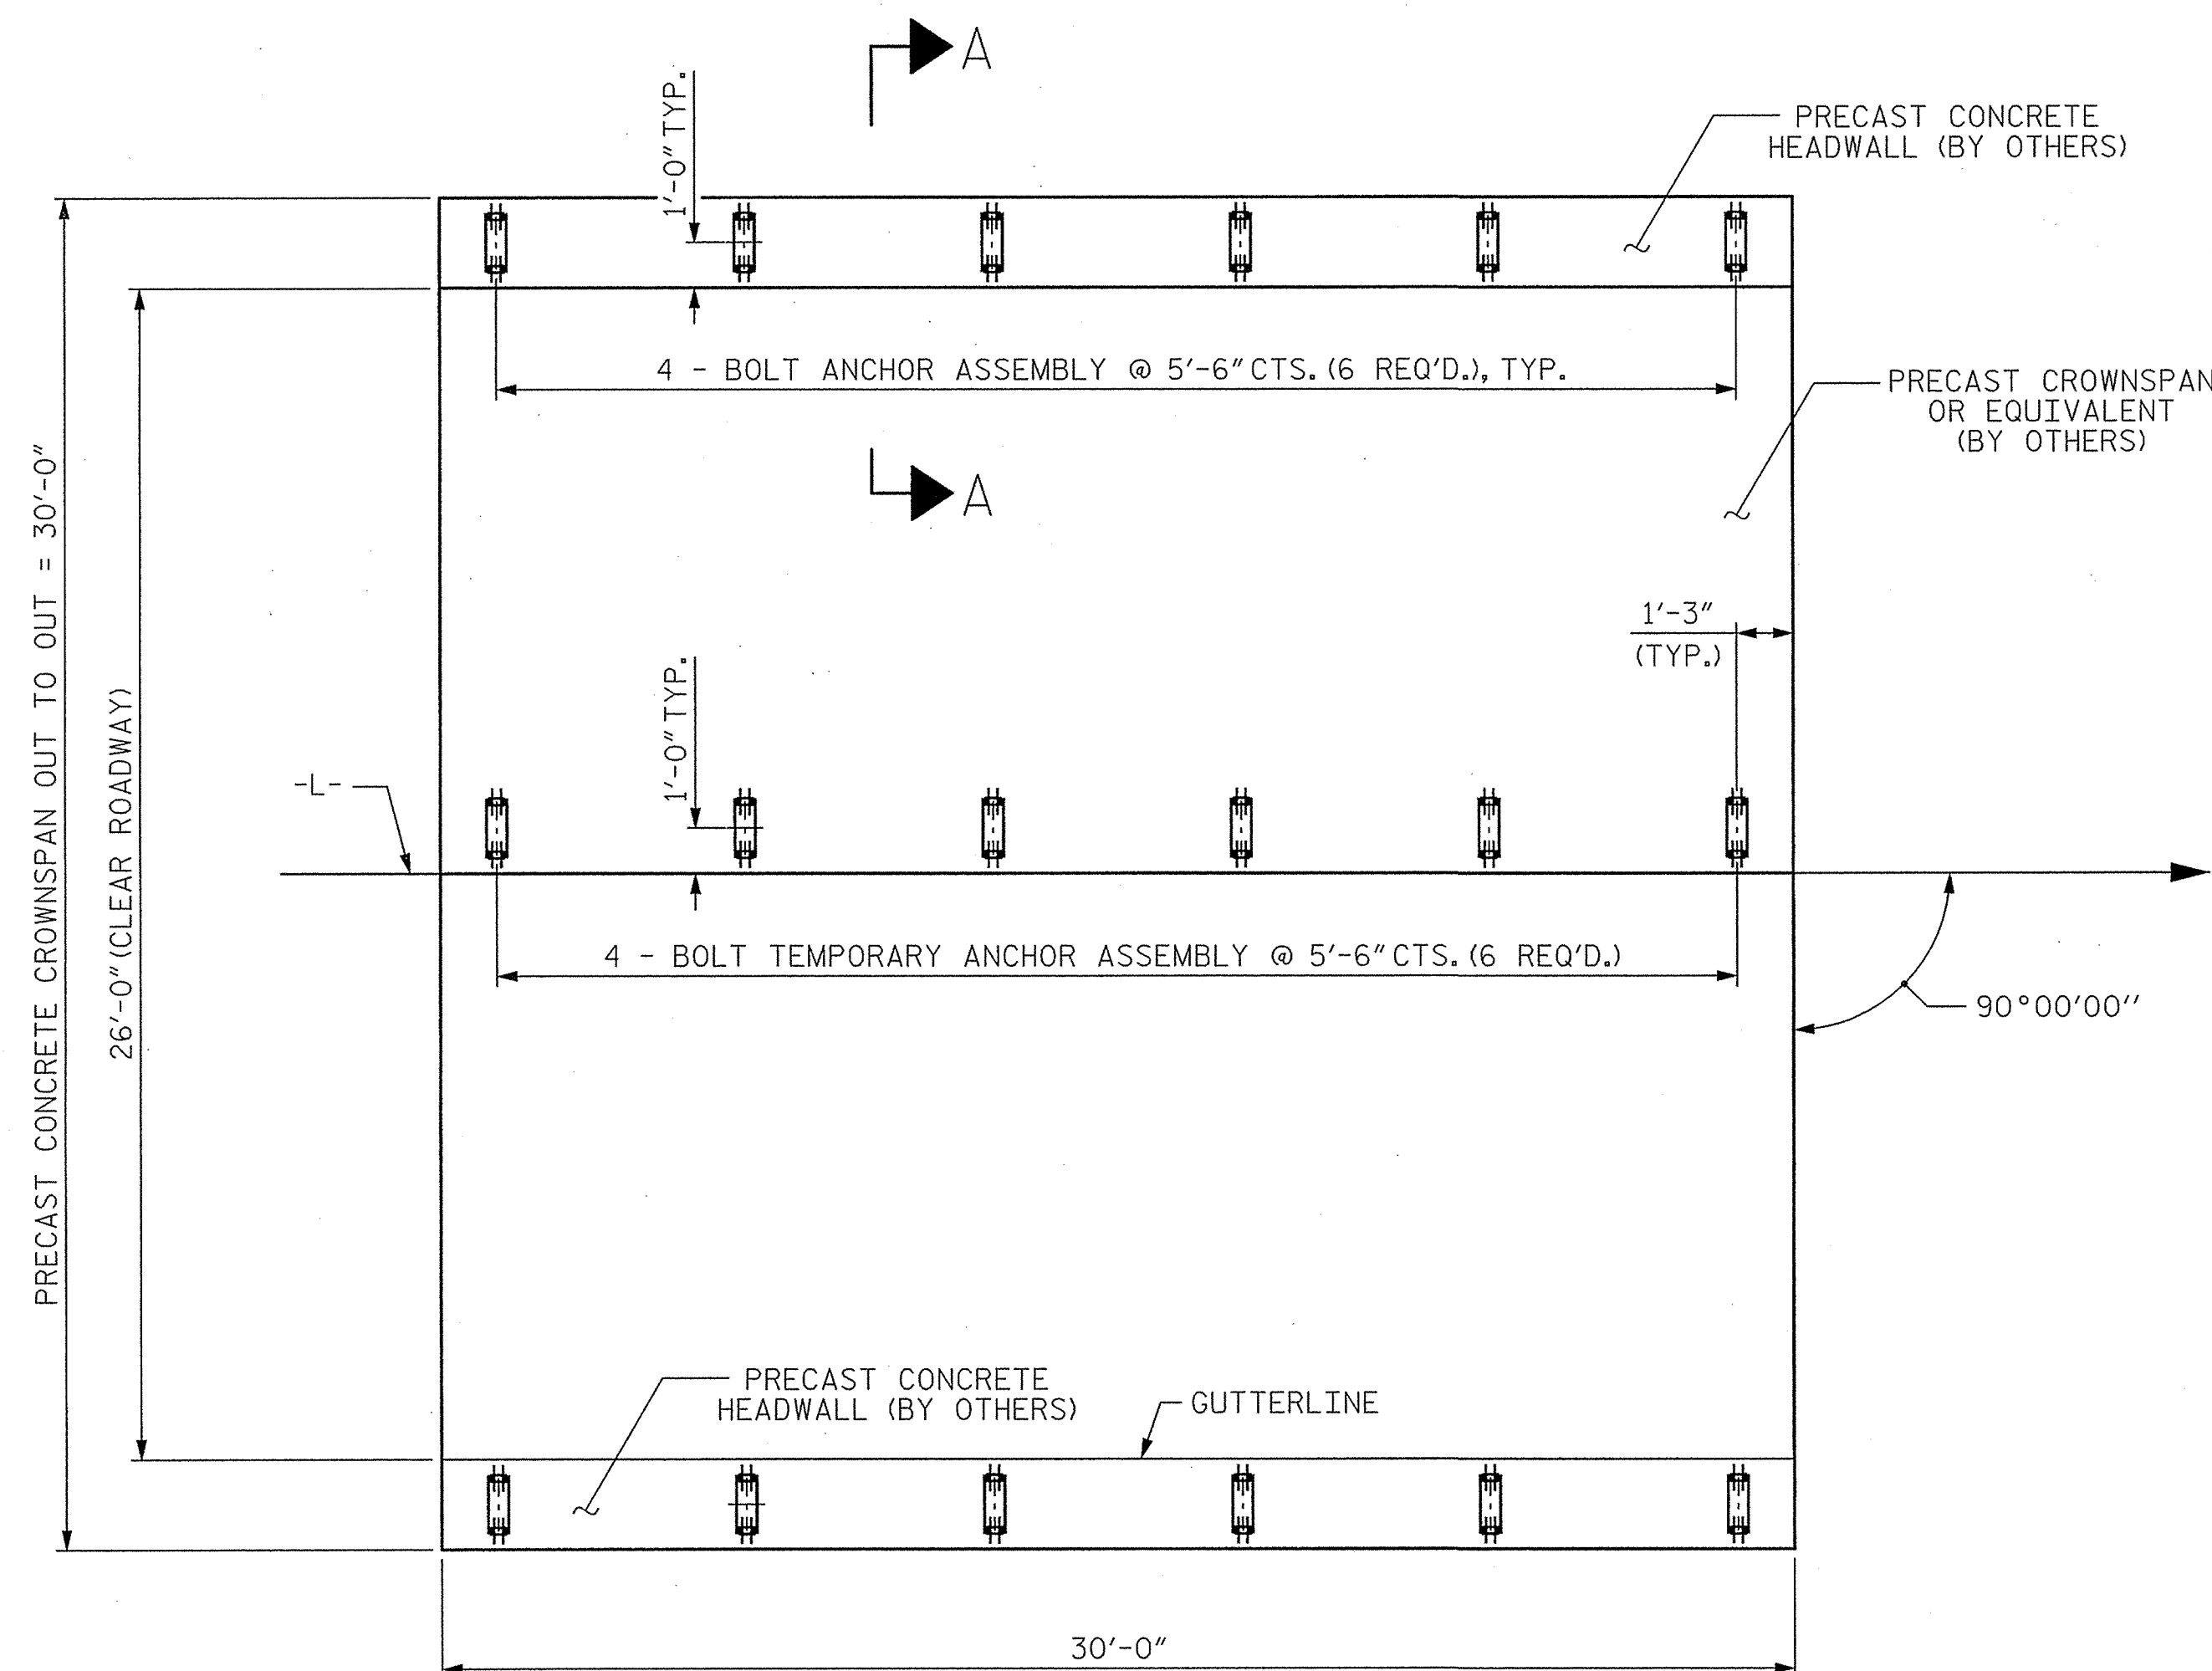 A
1'-0" TYP.
PRECAST CONCRETE
HEADWALL (BY OTHERS)
4 - BOLT ANCHOR ASSEMBLY @ 5'-6" CTS. (6 REQ'D.), TYP.
PRECAST CROWNSPAN
OR EQUIVALENT
(BY OTHERS)
A
PRECAST CONCRETE CROWNSPAN OUT TO OUT = 30'-0"
26'-0" (CLEAR ROADWAY)
1'-3"
(TYP.)
1'-0" TYP.
-L-
4 - BOLT TEMPORARY ANCHOR ASSEMBLY @ 5'-6" CTS. (6 REQ'D.)
90°00'00''
PRECAST CONCRETE
HEADWALL (BY OTHERS)
GUTTERLINE
30'-0"